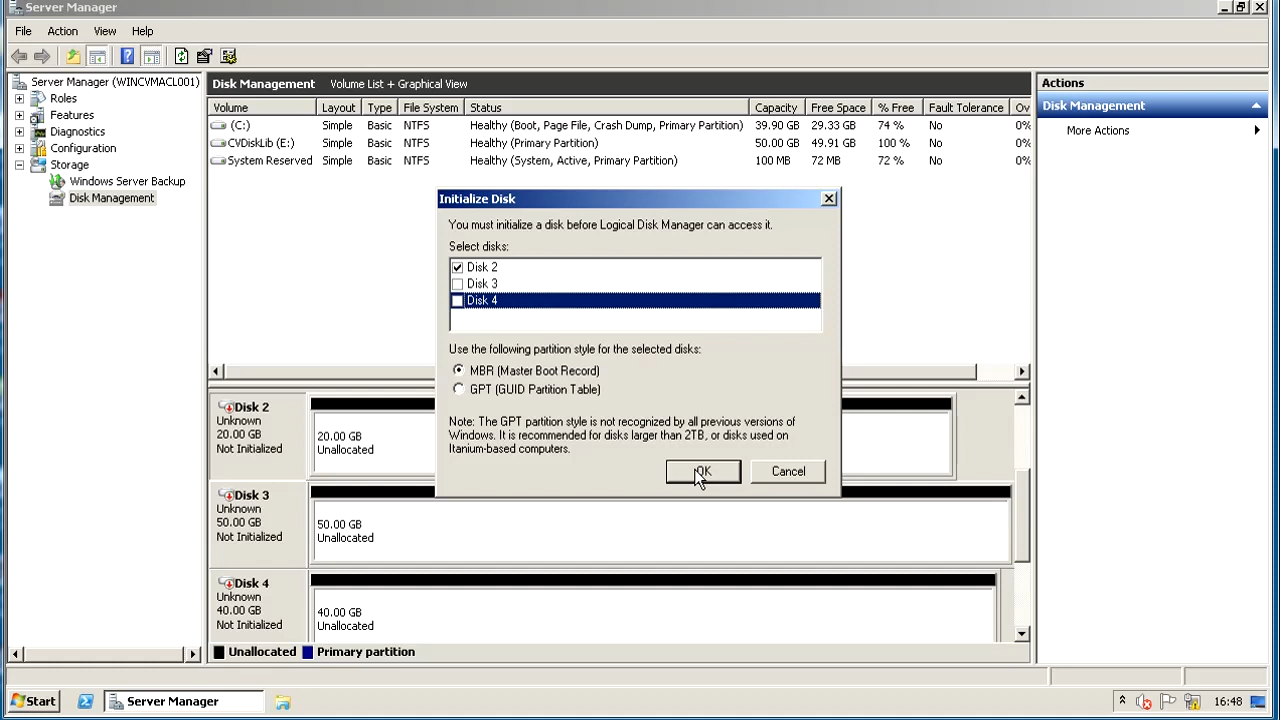 Server Manager
File Action View Help
Server Manager (WINCVMACL001)
Roles
Features
Diagnostics
Configuration
Storage
Windows Server Backup
Disk Management
Disk Management Volume List + Graphical View
Volume Layout Type File System Status Capacity Free Space % Free Fault Tolerance Ov
(C:) Simple Basic NTFS Healthy (Boot, Page File, Crash Dump, Primary Partition) 39.90 GB 29.33 GB 74 % No 0%
CVDiskLib (E:) Simple Basic NTFS Healthy (Primary Partition) 50.00 GB 49.91 GB 100 % No 0%
System Reserved Simple Basic NTFS Healthy (System, Active, Primary Partition) 100 MB 72 MB 72 % No 0%
Initialize Disk
You must initialize a disk before Logical Disk Manager can access it.
Select disks:
Disk 2
Disk 3
Disk 4
Use the following partition style for the selected disks:
MBR (Master Boot Record)
GPT (GUID Partition Table)
Note: The GPT partition style is not recognized by all previous versions of
Windows. It is recommended for disks larger than 2TB, or disks used on
Itanium-based computers.
OK Cancel
Disk 2
Unknown
20.00 GB
Not Initialized
20.00 GB
Unallocated
Disk 3
Unknown
50.00 GB
Not Initialized
50.00 GB
Unallocated
Disk 4
Unknown
40.00 GB
Not Initialized
40.00 GB
Unallocated
Unallocated Primary partition
Actions
Disk Management
More Actions
Start Server Manager 16:48